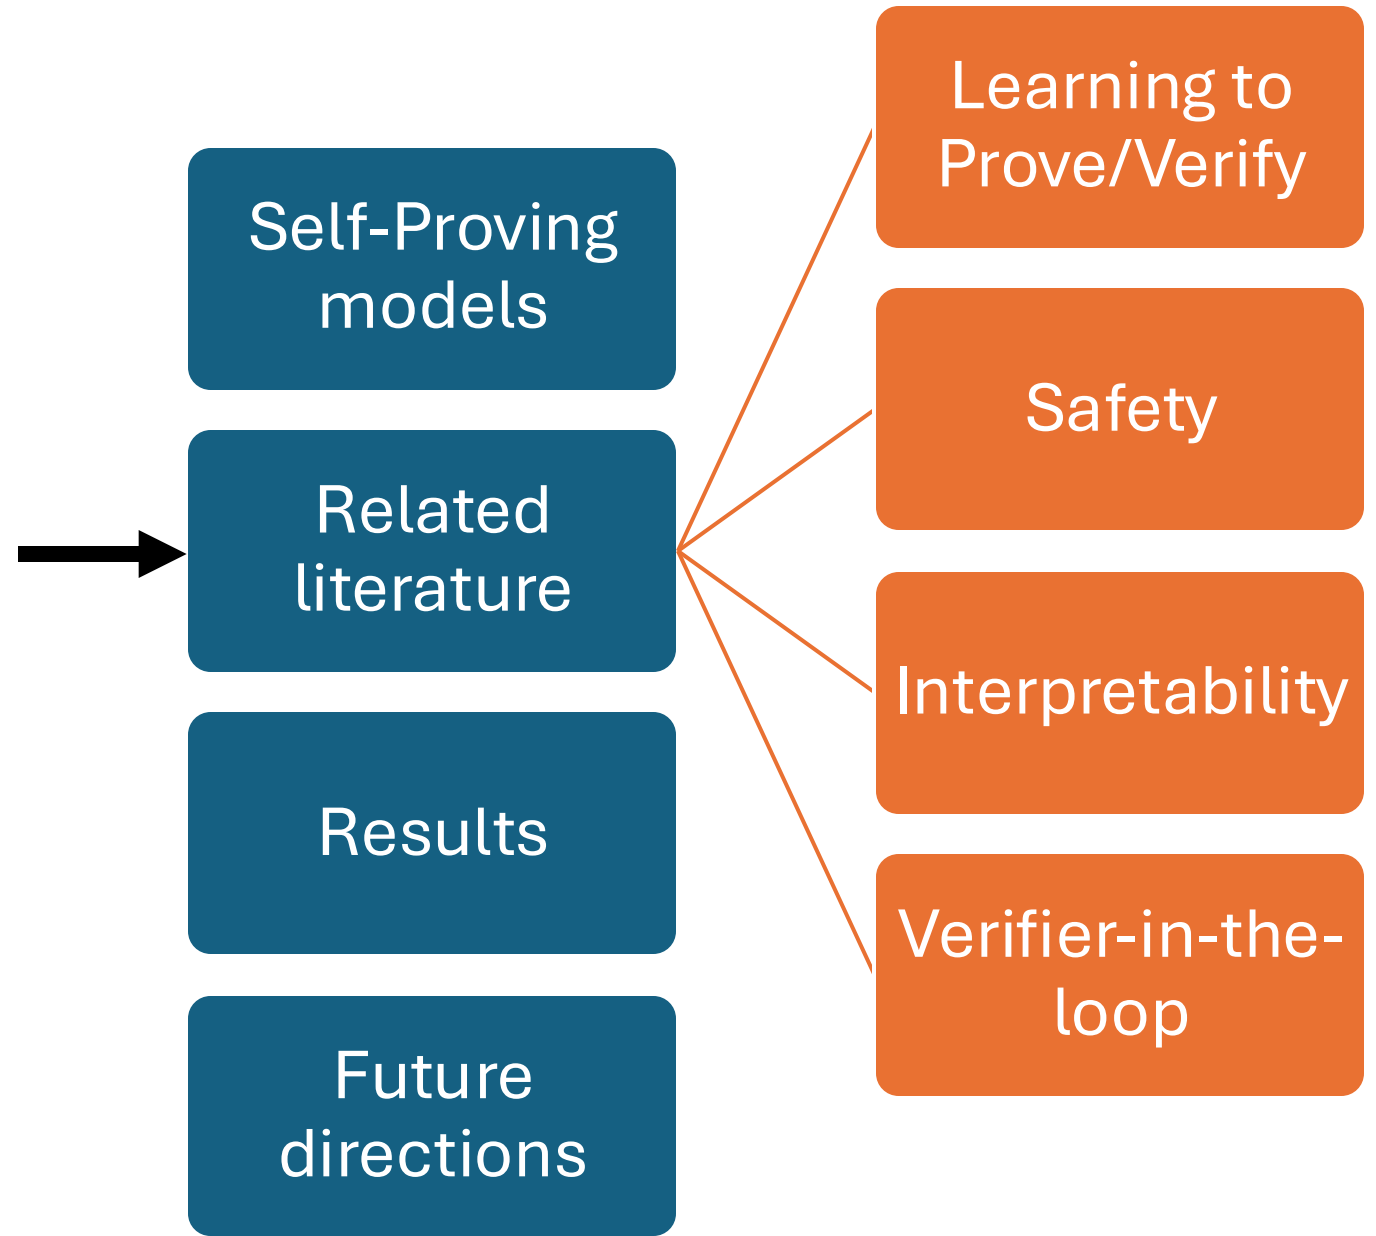 Self-Proving
models
Related
literature
Results
Future
directions
Learning to
Prove/Verify
Safety
Interpretability
Verifier-in-the-
loop